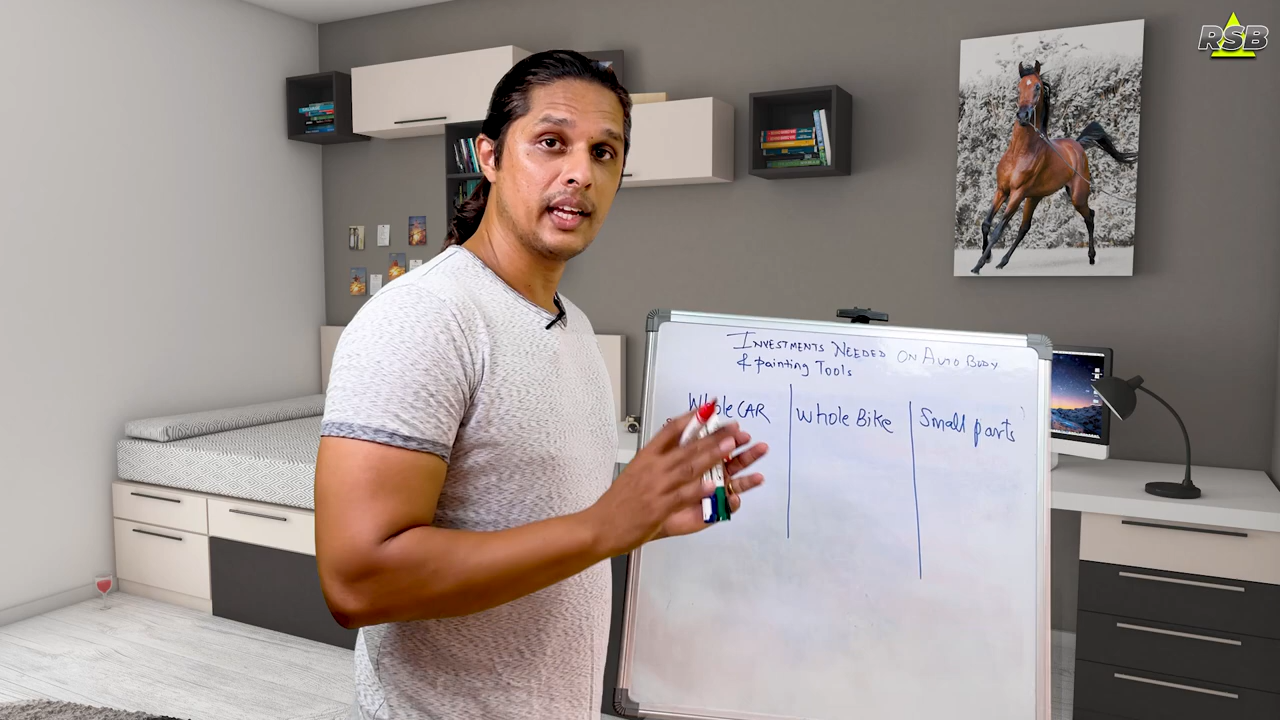 RSB
INVESTMENTS NEEDED ON AUTO BODY
& painting Tools
Whole CAR
whole Bike
Small parts